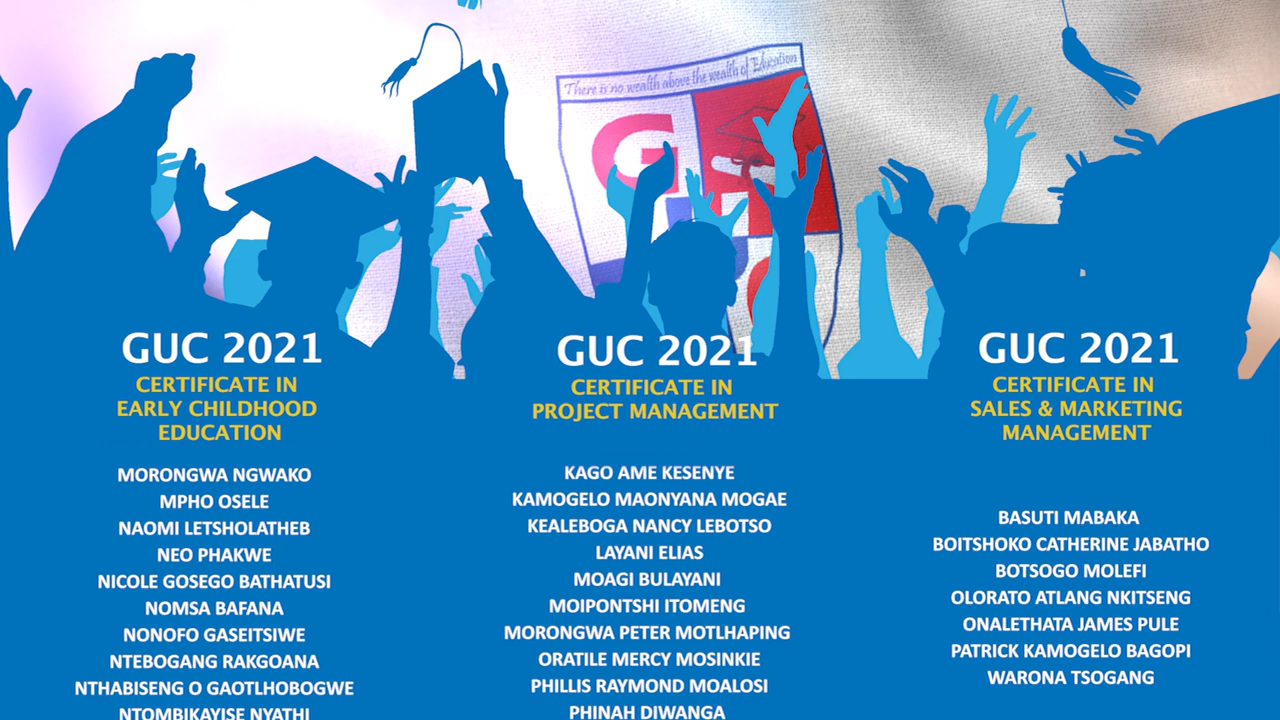 There is no wealth above the wealth of Education
G
GUC 2021
CERTIFICATE IN
EARLY CHILDHOOD
EDUCATION
MORONGWA NGWAKO
MPHO OSELE
NAOMI LETSHOLATHEB
NEO PHAKWE
NICOLE GOSEGO BATHATUSI
NOMSA BAFANA
NONOFO GASEITSIWE
NTEBOGANG RAKGOANA
NTHABISENG O GAOTLHOBOGWE
NTOMBIKAYISE NYATHI
GUC 2021
CERTIFICATE IN
PROJECT MANAGEMENT
KAGO AME KESENYE
KAMOGELO MAONYANA MOGAE
KEALEBOGA NANCY LEBOTSO
LAYANI ELIAS
MOAGI BULAYANI
MOIPONTSHI ITOMENG
MORONGWA PETER MOTLHAPING
ORATILE MERCY MOSINKIE
PHILLIS RAYMOND MOALOSI
PHINAH DIWANGA
GUC 2021
CERTIFICATE IN
SALES & MARKETING
MANAGEMENT
BASUTI MABAKA
BOITSHOKO CATHERINE JABATHO
BOTSOGO MOLEFI
OLORATO ATLANG NKITSENG
ONALETHATA JAMES PULE
PATRICK KAMOGELO BAGOPI
WARONA TSOGANG